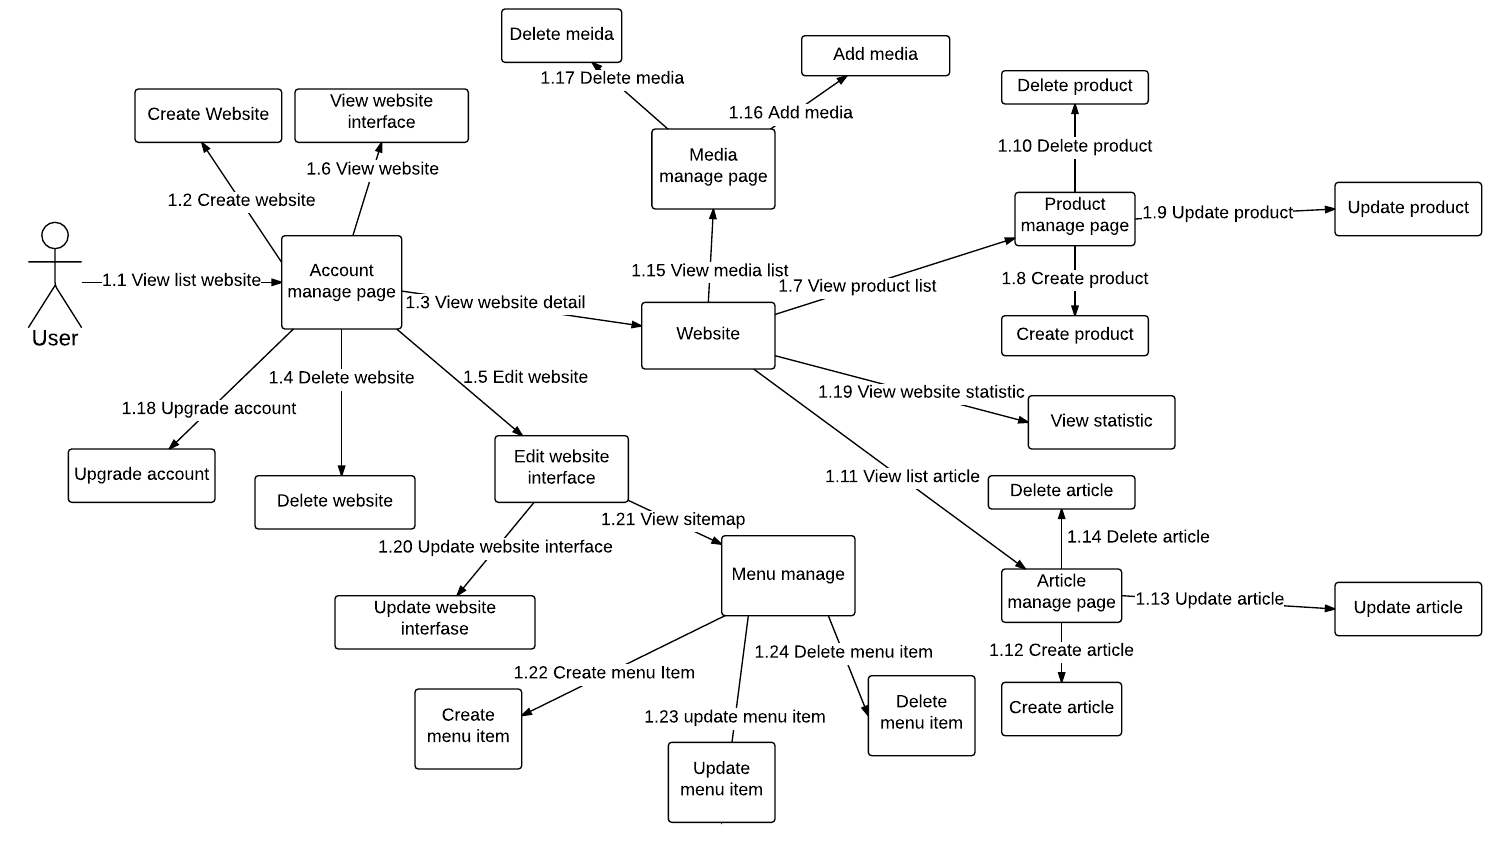 Delete meida
1.17 Delete media
Add media
1.16 Add media
Delete product
Create Website
View website
interface
1.6 View website
1.2 Create website
Media
manage page
1.10 Delete product
Product
manage page
1.9 Update product
Update product
1.8 Create product
Create product
1.1 View list website
User
Account
manage page
1.3 View website detail
1.15 View media list
1.7 View product list
Website
1.4 Delete website
1.5 Edit website
1.18 Upgrade account
1.19 View website statistic
View statistic
Upgrade account
Delete website
Edit website
interface
1.11 View list article
Delete article
1.21 View sitemap
1.20 Update website interface
1.14 Delete article
Menu manage
Article
manage page
1.13 Update article
Update article
Update website
interfase
1.12 Create article
Create article
1.24 Delete menu item
1.22 Create menu Item
1.23 update menu item
Create
menu item
Delete
menu item
Update
menu item